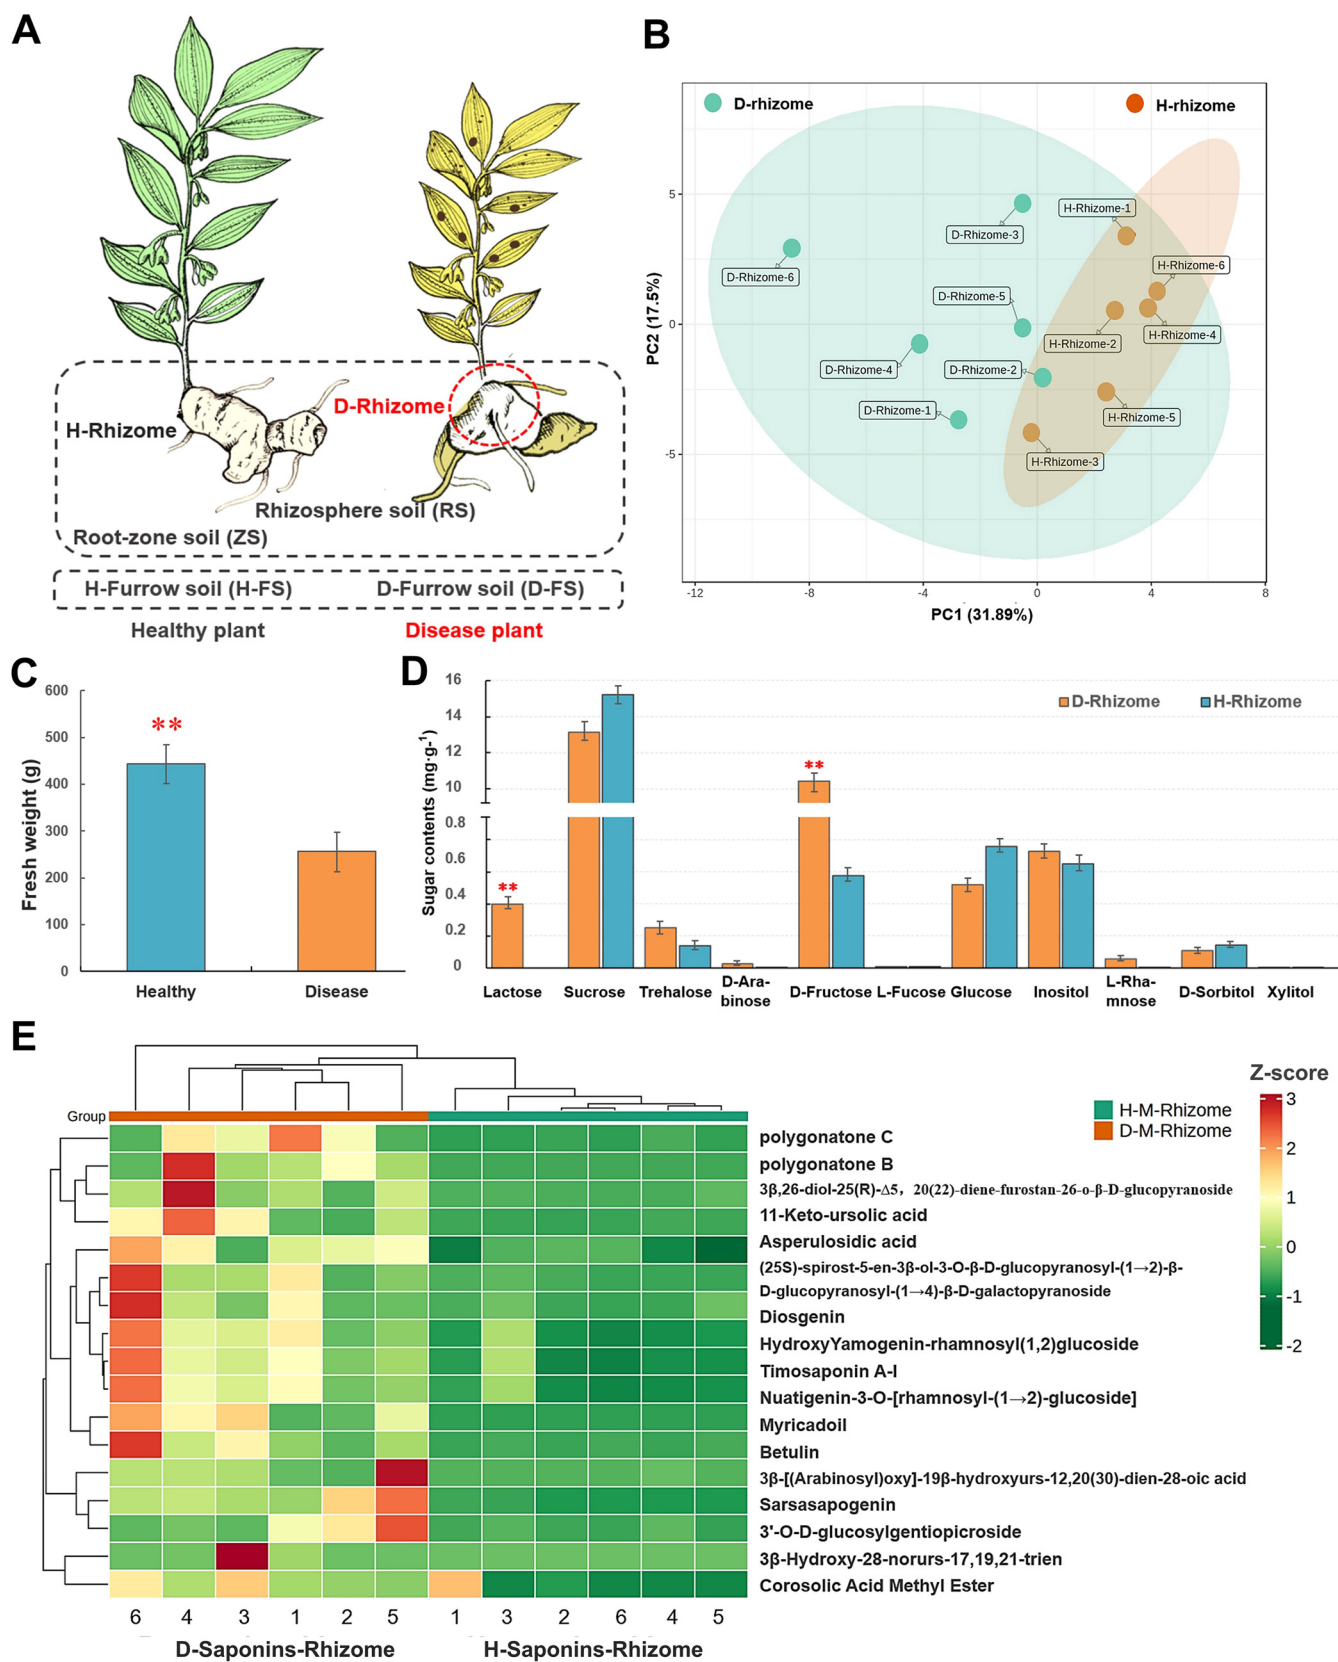 A
H-Rhizome
D-Rhizome
Rhizosphere soil (RS)
Root-zone soil (ZS)
H-Furrow soil (H-FS)
D-Furrow soil (D-FS)
Healthy plant
Disease plant
B
D-rhizome
H-rhizome
H-Rhizome-1
D-Rhizome-3
H-Rhizome-6
D-Rhizome-6
D-Rhizome-5
H-Rhizome-4
H-Rhizome-2
D-Rhizome-4
D-Rhizome-2
D-Rhizome-1
H-Rhizome-5
H-Rhizome-3
PC2 (17.5%)
5
0
-5
-12
-8
-4
0
4
8
PC1 (31.89%)
C
Fresh weight (g)
600
500
400
300
200
100
0
**
Healthy
Disease
D
Sugar contents (mg·g-1)
16
14
12
10
0.8
0.6
0.4
0.2
0
D-Rhizome
H-Rhizome
**
**
Lactose
Sucrose
Trehalose
D-Ara-
binose
D-Fructose
L-Fucose
Glucose
Inositol
L-Rha-
mnose
D-Sorbitol
Xylitol
E
Group
Z-score
3
2
1
0
-1
-2
H-M-Rhizome
D-M-Rhizome
polygonatone C
polygonatone B
3β,26-diol-25(R)-Δ5，20(22)-diene-furostan-26-o-β-D-glucopyranoside
11-Keto-ursolic acid
Asperulosidic acid
(25S)-spirost-5-en-3β-ol-3-O-β-D-glucopyranosyl-(1→2)-β-
D-glucopyranosyl-(1→4)-β-D-galactopyranoside
Diosgenin
HydroxyYamogenin-rhamnosyl(1,2)glucoside
Timosaponin A-I
Nuatigenin-3-O-[rhamnosyl-(1→2)-glucoside]
Myricadoil
Betulin
3β-[(Arabinosyl)oxy]-19β-hydroxyurs-12,20(30)-dien-28-oic acid
Sarsasapogenin
3'-O-D-glucosylgentiopicroside
3β-Hydroxy-28-norurs-17,19,21-trien
Corosolic Acid Methyl Ester
6 4 3 1 2 5 1 3 2 6 4 5
D-Saponins-Rhizome
H-Saponins-Rhizome